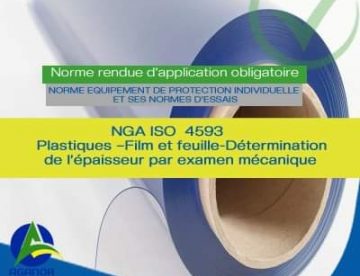 Norme rendue d'application obligatoire
NORME EQUIPEMENT DE PROTECTION INDIVIDUELLE
ET SES NORMES D'ESSAIS
NGA ISO 4593
Plastiques –Film et feuille-Détermination
de l'épaisseur par examen mécanique
AGANOR